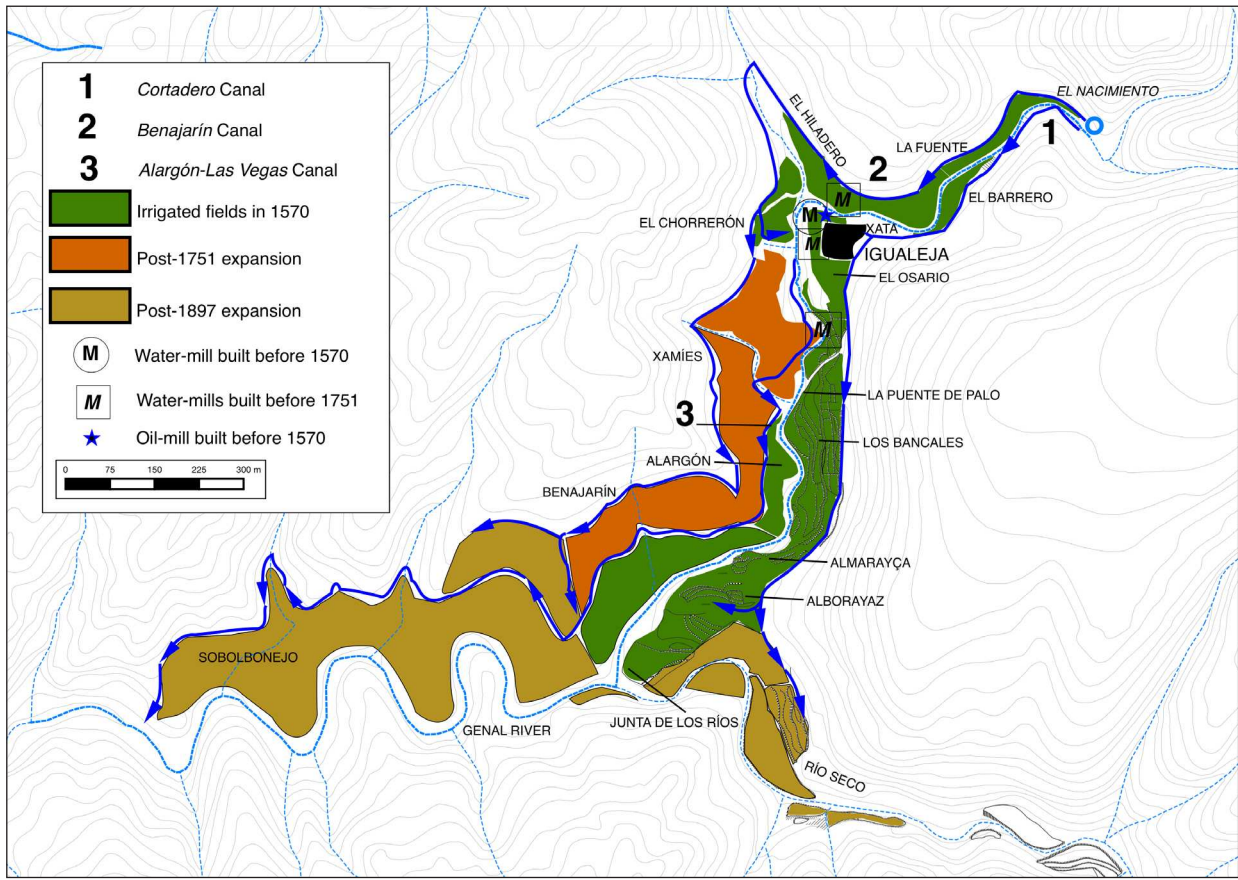 1 Cortadero Canal
2 Benajarín Canal
3 Alargón-Las Vegas Canal
Irrigated fields in 1570
Post-1751 expansion
Post-1897 expansion
M Water-mill built before 1570
M Water-mills built before 1751
Oil-mill built before 1570
0 75 150 225 300 m
EL NACIMIENTO
1
EL HILADERO
LA FUENTE
2
EL BARRERO
M
M
EL CHORRERÓN
XATA
M
IGUALEJA
EL OSARIO
M
XAMÍES
LA PUENTE DE PALO
3
LOS BANCALES
ALARGÓN
BENAJARÍN
ALMARAYÇA
ALBORAYAZ
SOBOLBONEJO
JUNTA DE LOS RÍOS
GENAL RIVER
RÍO SECO